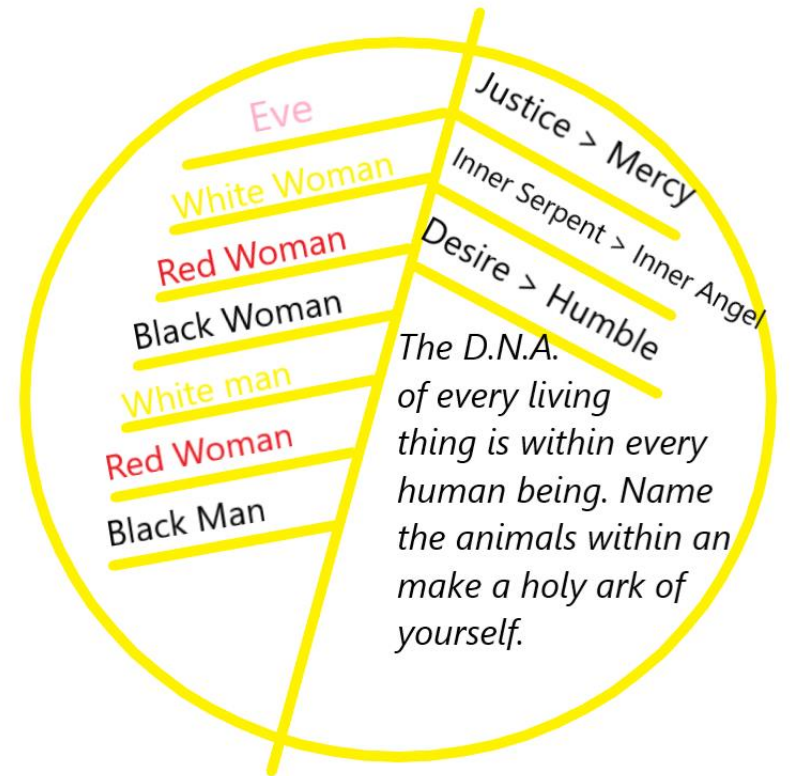 Eve
White Woman
Red Woman
Black Woman
White man
Red Woman
Black Man
Justice > Mercy
Inner Serpent > Inner Angel
Desire > Humble
The D.N.A.
of every living
thing is within every
human being. Name
the animals within an
make a holy ark of
yourself.